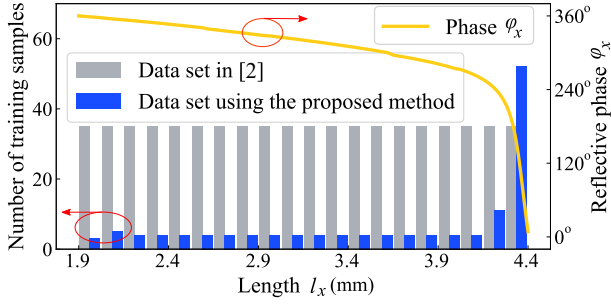 Number of training samples
60
40
20
0
Phase φₓ
Data set in [2]
Data set using the proposed method
1.9
2.4
2.9
3.4
3.9
4.4
Length lₓ (mm)
360°
240°
120°
0°
Reflective phase φₓ